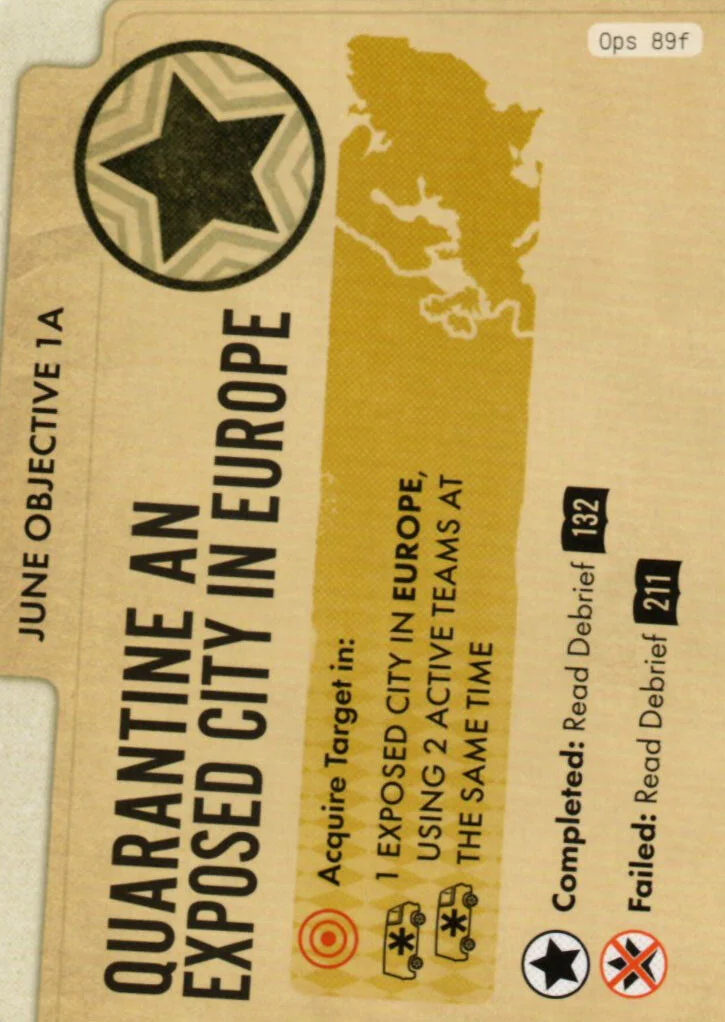 JUNE OBJECTIVE 1A
QUARANTINE AN
EXPOSED CITY IN EUROPE
Acquire Target in:
1 EXPOSED CITY IN EUROPE,
USING 2 ACTIVE TEAMS AT
THE SAME TIME
Completed: Read Debrief 132
Failed: Read Debrief 211
Ops 89f